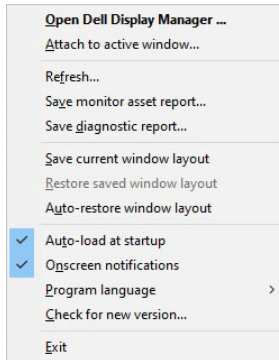 Open Dell Display Manager ...
Attach to active window...
Refresh...
Save monitor asset report...
Save diagnostic report...
Save current window layout
Restore saved window layout
Auto-restore window layout
Auto-load at startup
Onscreen notifications
Program language
Check for new version...
Exit